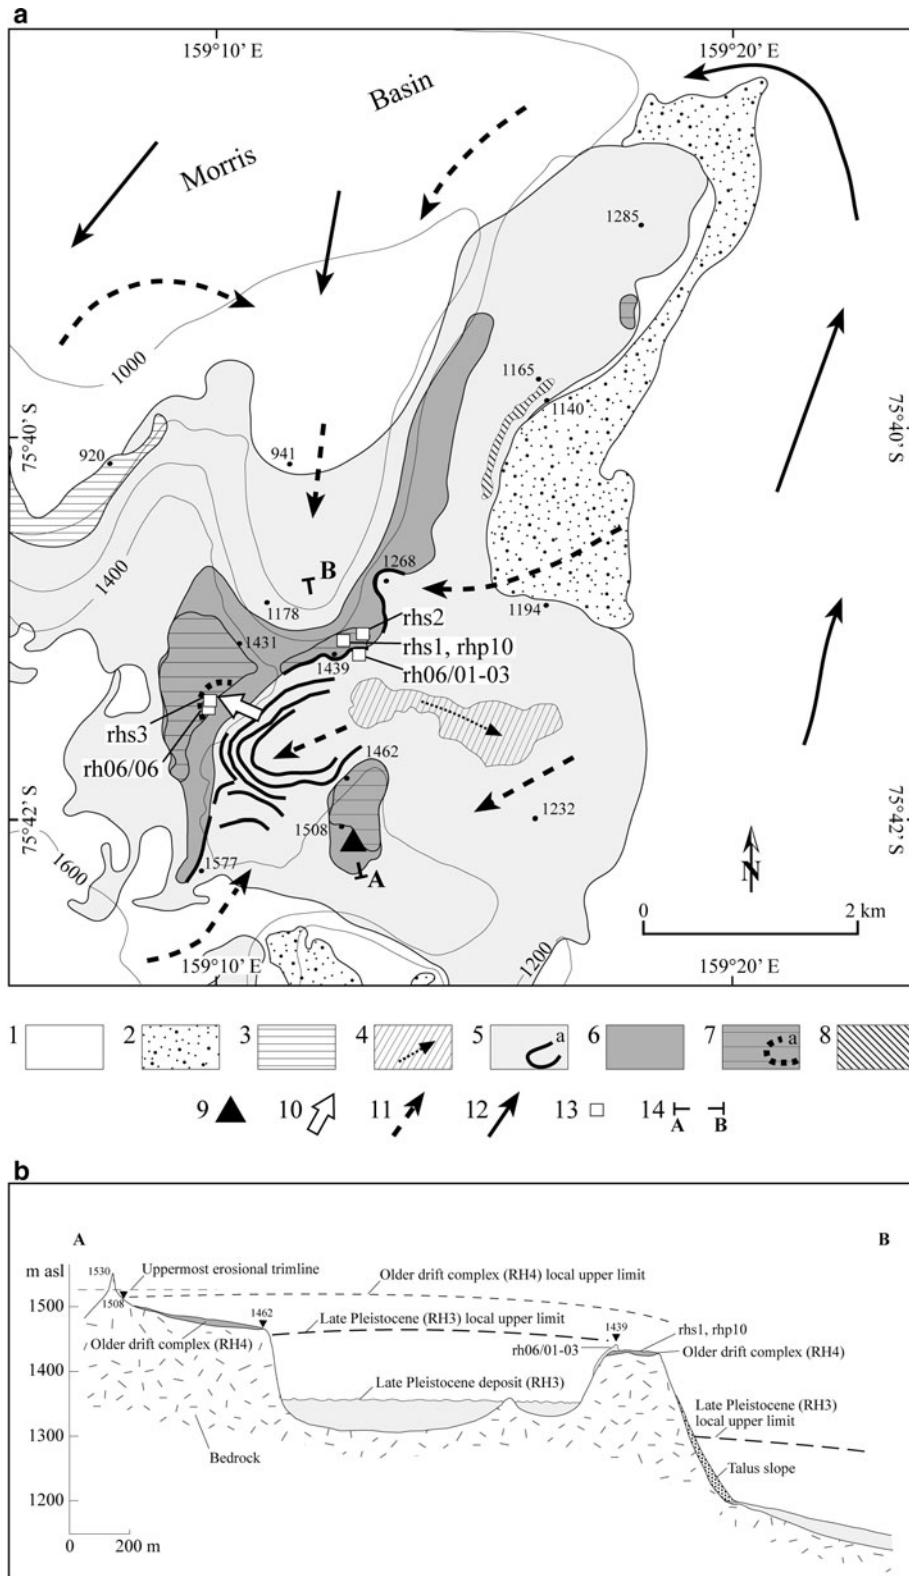 a
159°10' E
159°20' E
Basin
Morris
1285
1000
1165
1140
75°40' S
75°40' S
920
941
1400
1268
B
1178
1194
rhs2
1431
rhs1, rhp10
1439
rh06/01-03
rhs3
rh06/06
1462
1232
75°42' S
75°42' S
1508
1577
A
1600
N
0 2 km
1200
159°10' E
159°20' E
1 2 3 4 5 a 6 7 a 8
9 10 11 12 13 14 A B
b
A B
m asl
1530
Uppermost erosional trimline
Older drift complex (RH4) local upper limit
1500
1508
1462
Late Pleistocene (RH3) local upper limit
1439
rhs1, rhp10
Older drift complex (RH4)
rh06/01-03
Older drift complex (RH4)
1400
Late Pleistocene deposit (RH3)
Late Pleistocene (RH3)
local upper limit
1300
Bedrock
Talus slope
1200
0 200 m